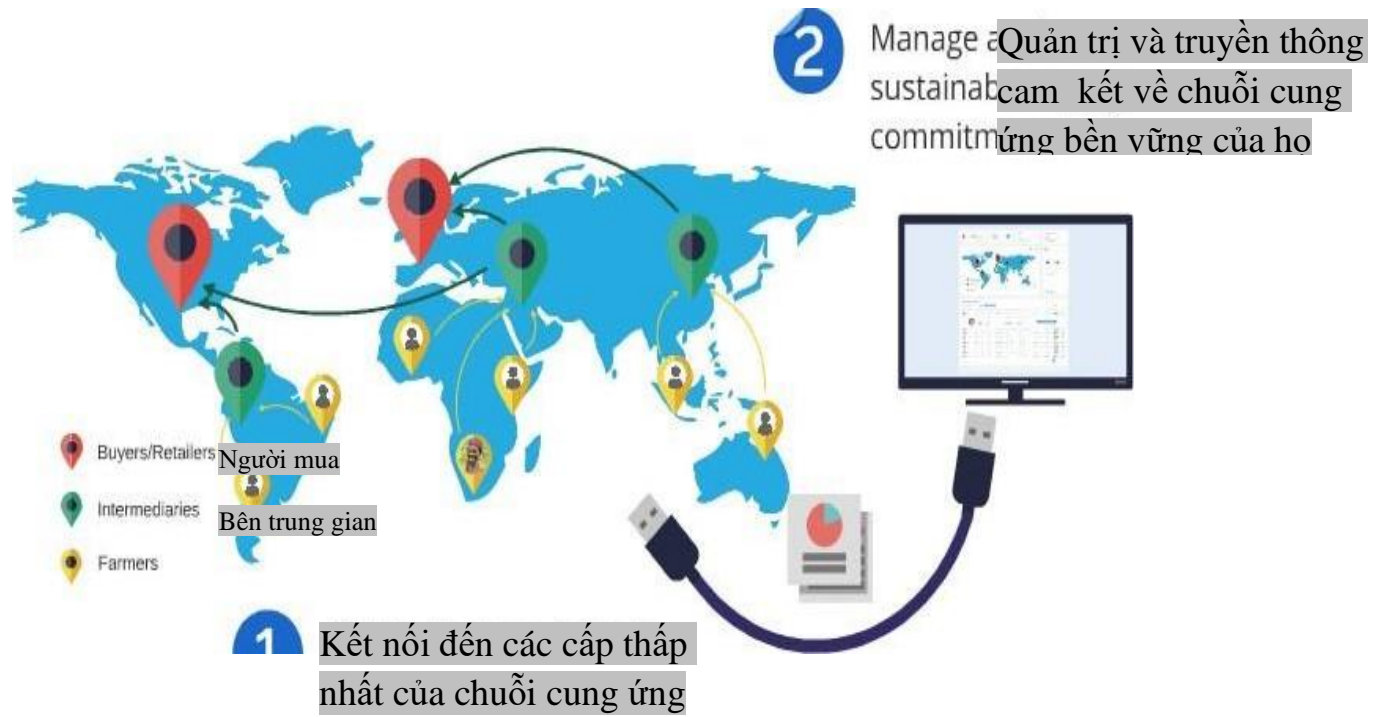 2
Manage a
Quản trị và truyền thông
sustainab
cam kết về chuỗi cung
commitm
ứng bền vững của họ
Buyers/Retailers
Người mua
Intermediaries
Bên trung gian
Farmers
1
Kết nối đến các cấp thấp
nhất của chuỗi cung ứng